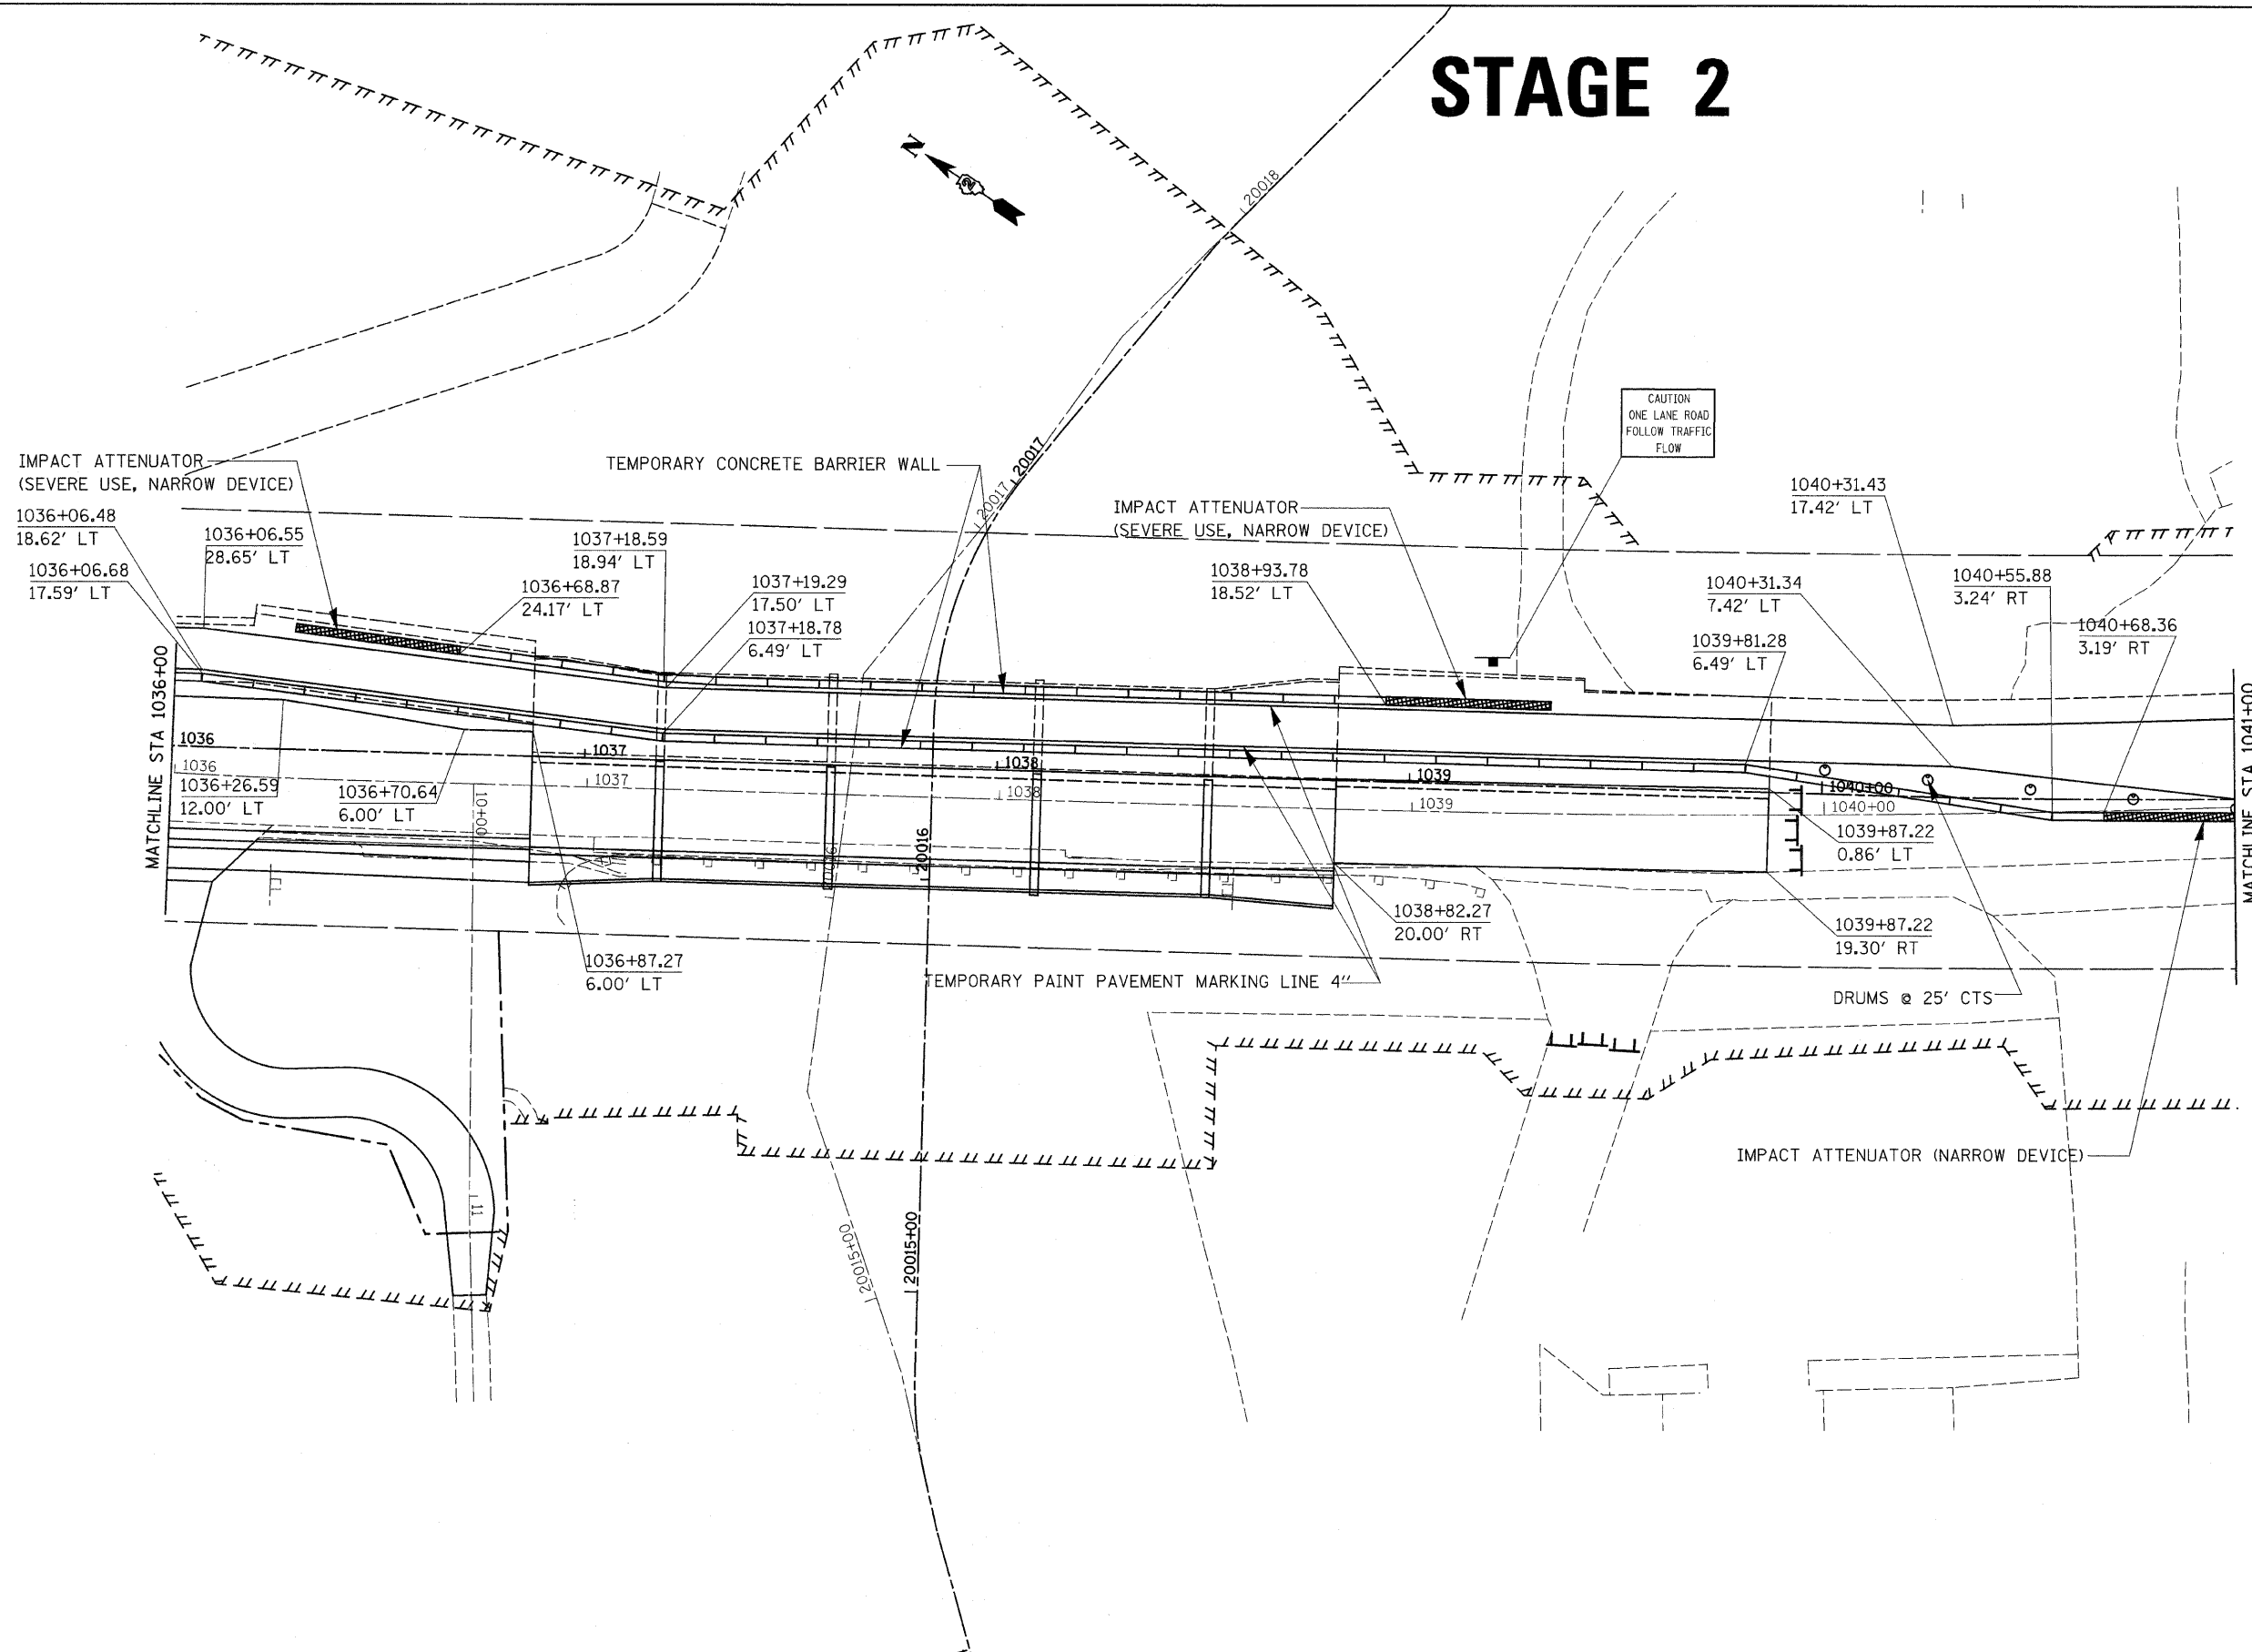 STAGE 2
N
2
20018
20017
20017
CAUTION
ONE LANE ROAD
FOLLOW TRAFFIC
FLOW
IMPACT ATTENUATOR
(SEVERE USE, NARROW DEVICE)
TEMPORARY CONCRETE BARRIER WALL
IMPACT ATTENUATOR
(SEVERE USE, NARROW DEVICE)
1040+31.43
17.42' LT
1036+06.48
18.62' LT
1036+06.55
28.65' LT
1037+18.59
18.94' LT
1036+06.68
17.59' LT
1036+68.87
24.17' LT
1037+19.29
17.50' LT
1038+93.78
18.52' LT
1040+31.34
7.42' LT
1040+55.88
3.24' RT
1037+18.78
6.49' LT
1039+81.28
6.49' LT
1040+68.36
3.19' RT
MATCHLINE STA 1036+00
MATCHLINE STA 1041+00
1036
1037
1038
1039
1040+00
1036
1037
1038
1039
1040+00
1036+26.59
12.00' LT
1036+70.64
6.00' LT
10+00
1039+87.22
0.86' LT
20016
1038+82.27
20.00' RT
1039+87.22
19.30' RT
1036+87.27
6.00' LT
TEMPORARY PAINT PAVEMENT MARKING LINE 4"
DRUMS @ 25' CTS
IMPACT ATTENUATOR (NARROW DEVICE)
11
20015+00
20015+00